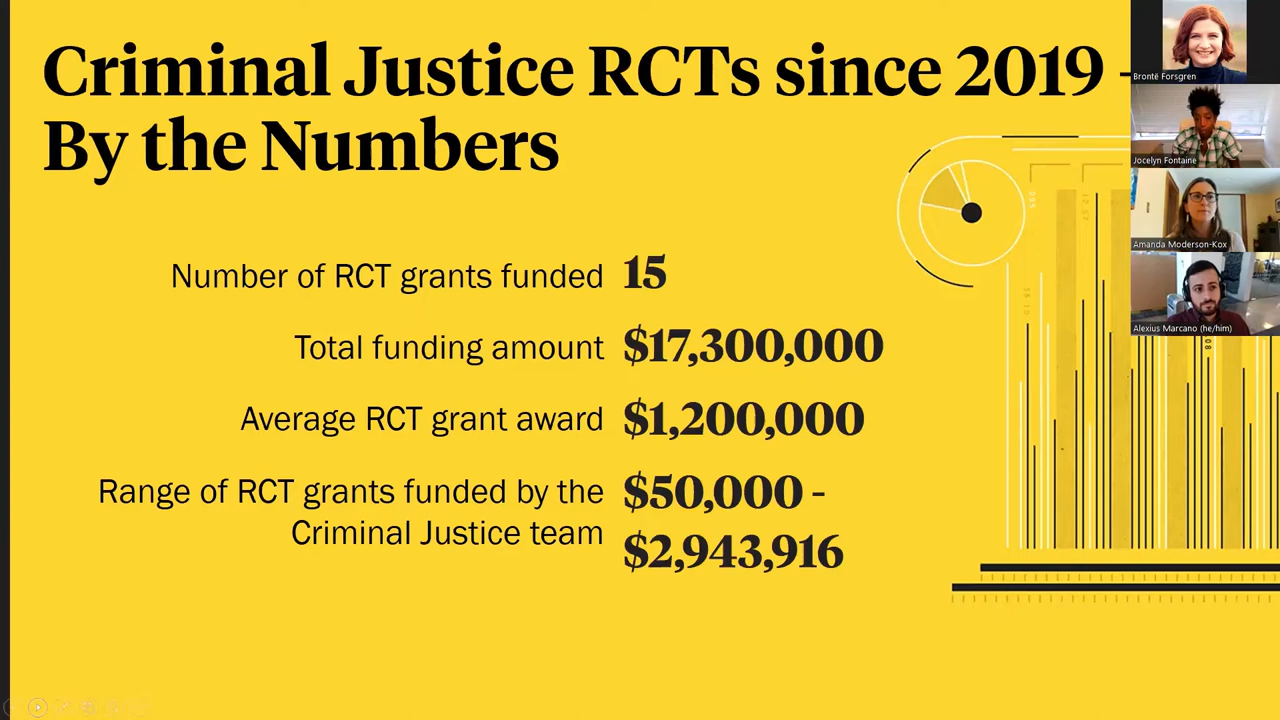 Criminal Justice RCTs since 2019 -
By the Numbers
Number of RCT grants funded 15
Total funding amount $17,300,000
Average RCT grant award $1,200,000
Range of RCT grants funded by the
Criminal Justice team
$50,000 -
$2,943,916
Brontë Forsgren
Jocelyn Fontaine
Amanda Moderson-Kox
Alexius Marcano (he/him)